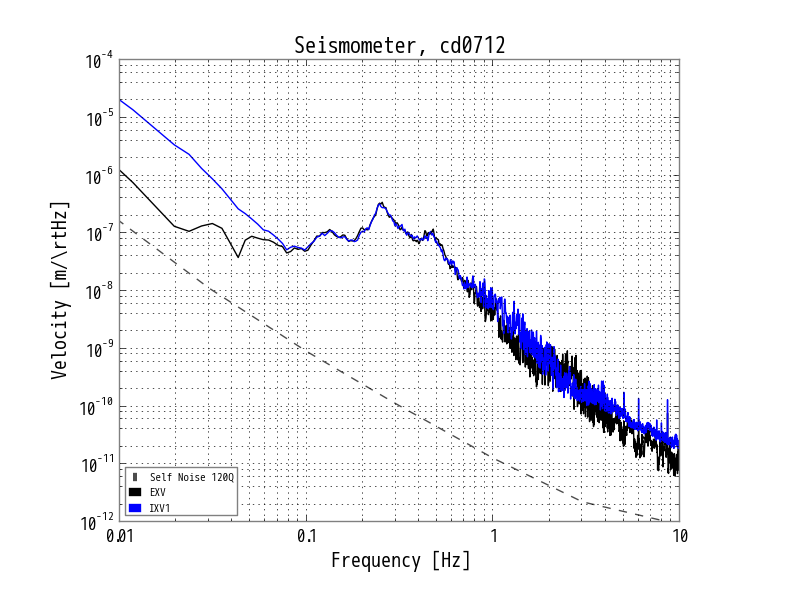 Seismometer, cd0712
Velocity [m/\rtHz]
10^-4
10^-5
10^-6
10^-7
10^-8
10^-9
10^-10
10^-11
10^-12
Self Noise 120Q
EXV
IXV1
0.01
0.1
1
10
Frequency [Hz]